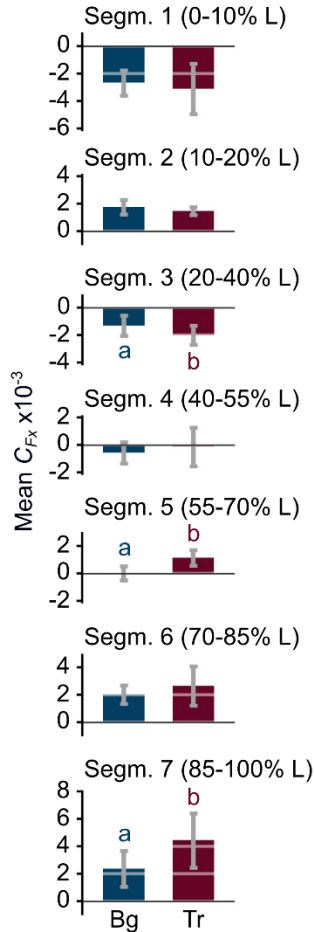 Segm. 1 (0-10% L)
0
-2
-4
-6
Segm. 2 (10-20% L)
4
2
0
Segm. 3 (20-40% L)
0
-2
-4
a b
Segm. 4 (40-55% L)
2
0
-2
Segm. 5 (55-70% L)
2
0
-2
a b
Segm. 6 (70-85% L)
4
2
0
Segm. 7 (85-100% L)
8
6
4
2
0
a b
Bg Tr
Mean C_Fx x10^-3